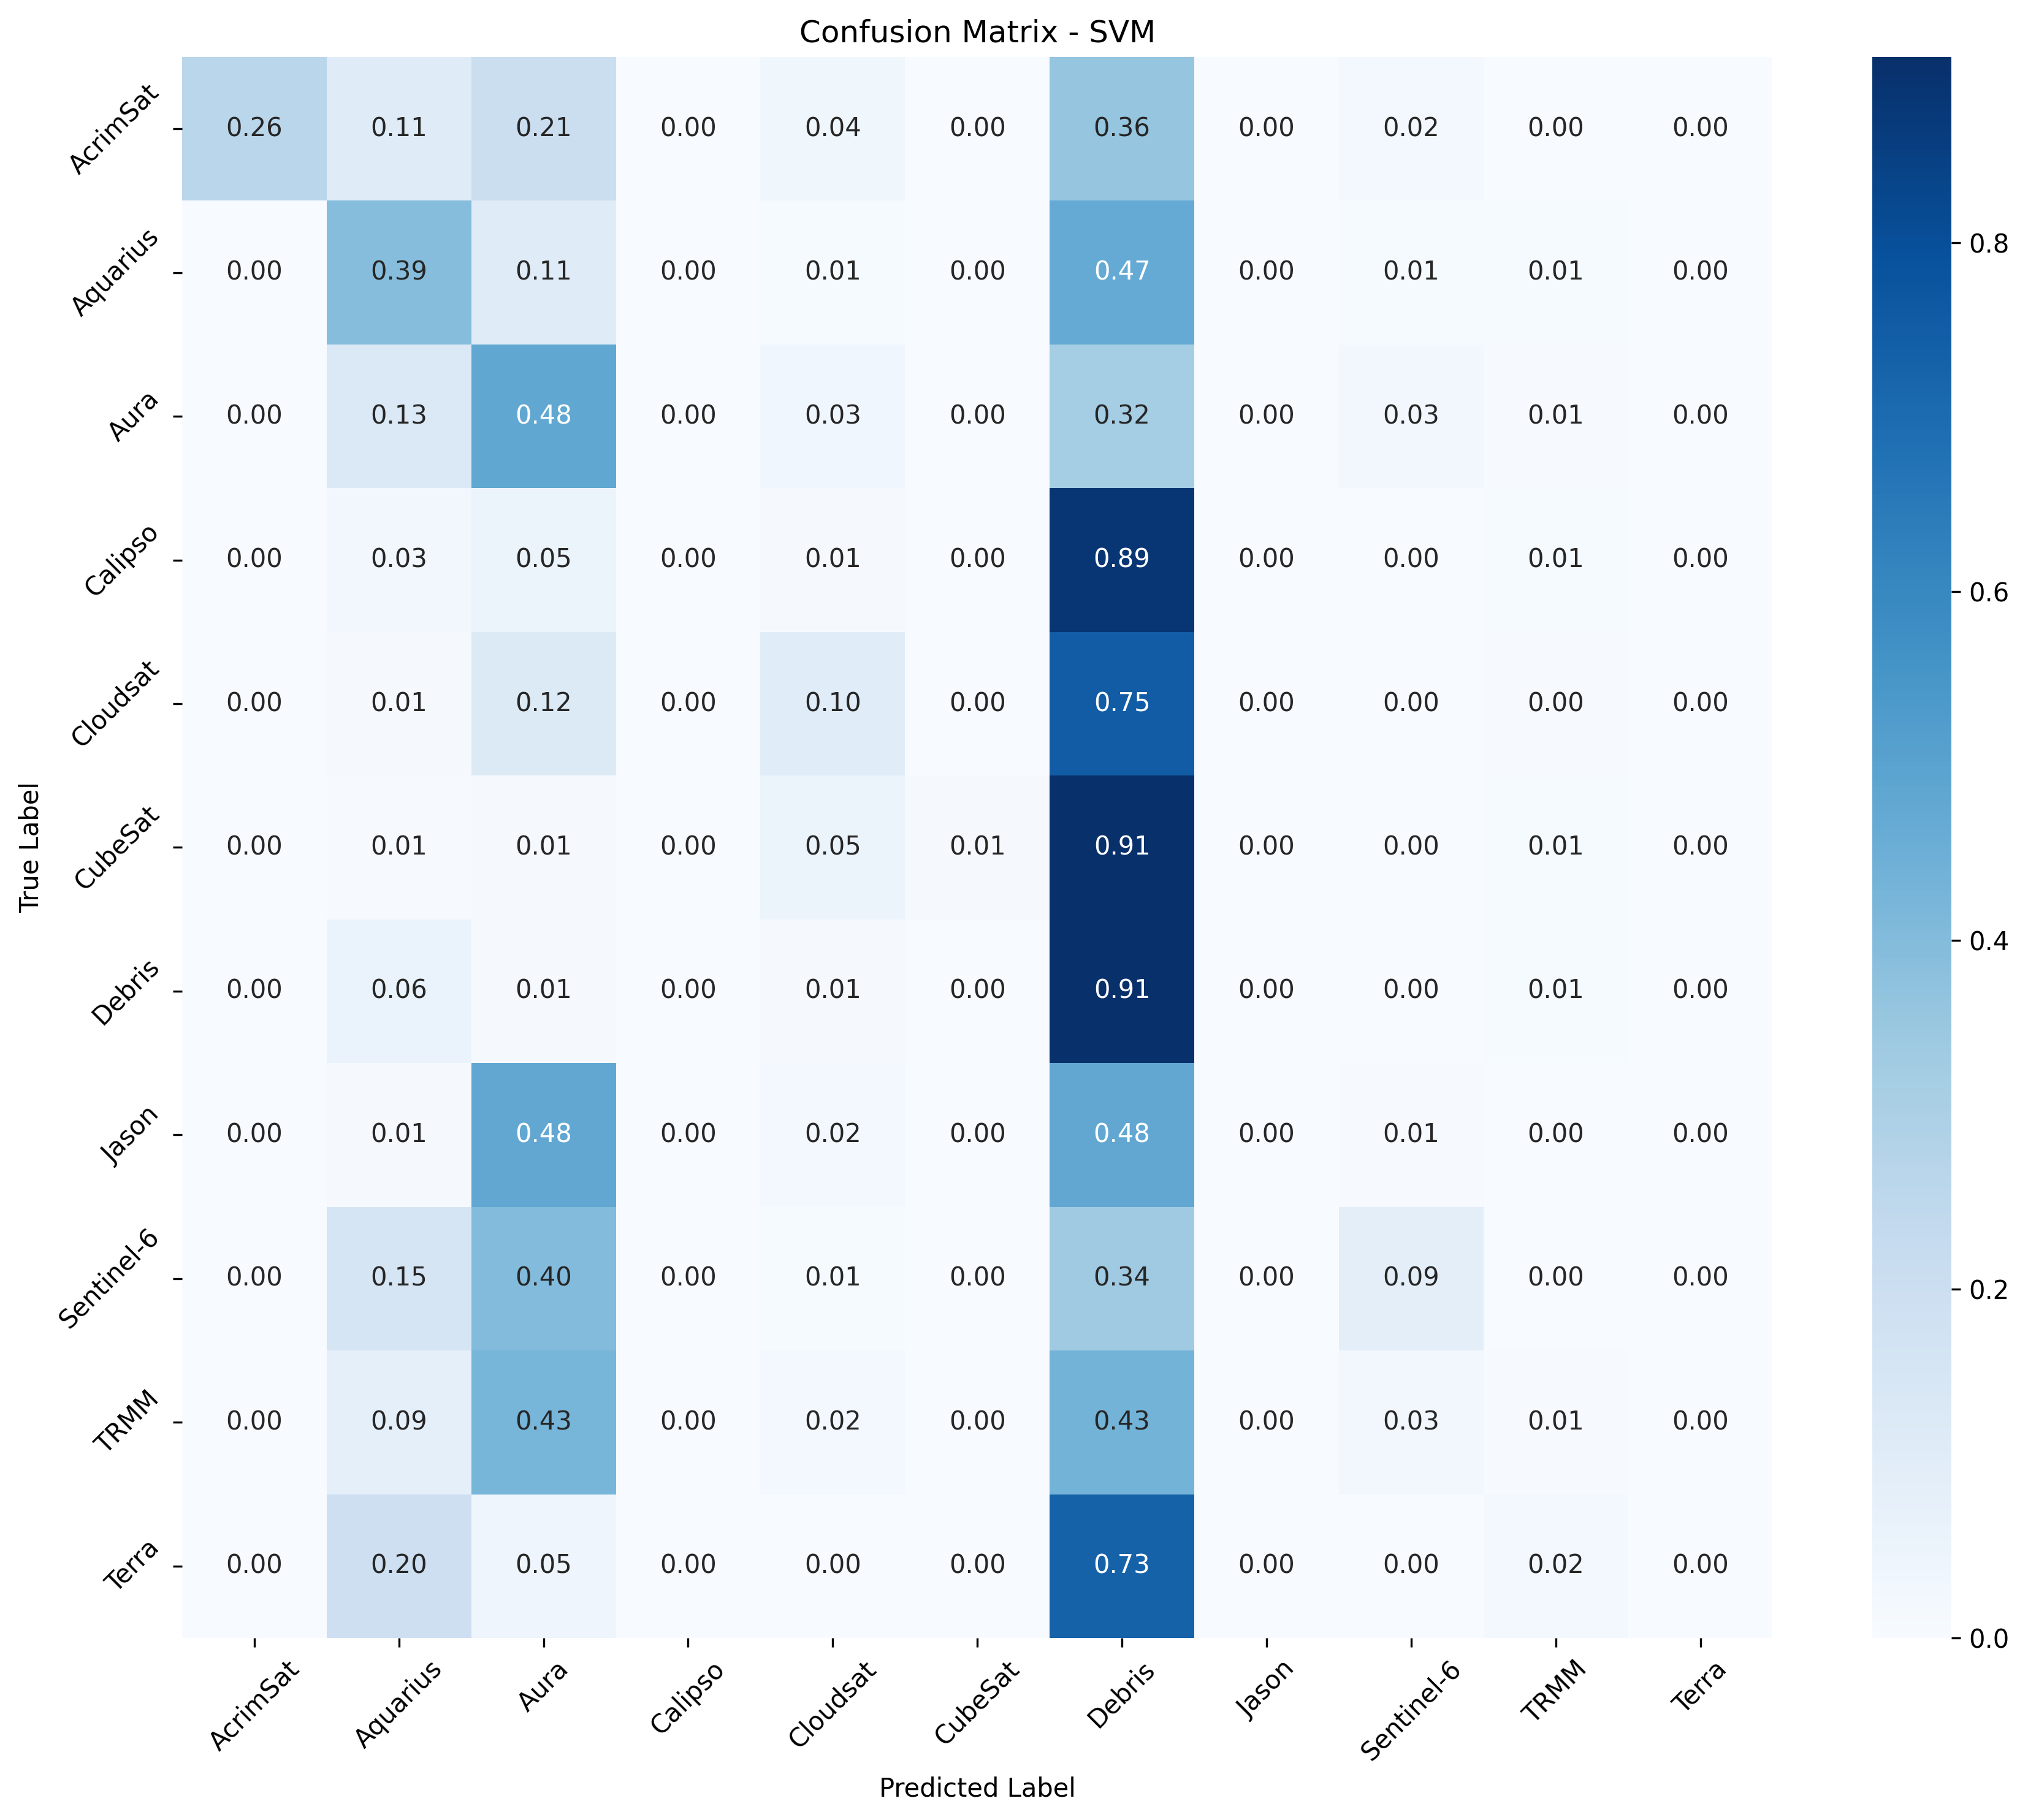 Confusion Matrix - SVM
True Label
AcrimSat 0.26 0.11 0.21 0.00 0.04 0.00 0.36 0.00 0.02 0.00 0.00
Aquarius 0.00 0.39 0.11 0.00 0.01 0.00 0.47 0.00 0.01 0.01 0.00
Aura 0.00 0.13 0.48 0.00 0.03 0.00 0.32 0.00 0.03 0.01 0.00
Calipso 0.00 0.03 0.05 0.00 0.01 0.00 0.89 0.00 0.00 0.01 0.00
Cloudsat 0.00 0.01 0.12 0.00 0.10 0.00 0.75 0.00 0.00 0.00 0.00
CubeSat 0.00 0.01 0.01 0.00 0.05 0.01 0.91 0.00 0.00 0.01 0.00
Debris 0.00 0.06 0.01 0.00 0.01 0.00 0.91 0.00 0.00 0.01 0.00
Jason 0.00 0.01 0.48 0.00 0.02 0.00 0.48 0.00 0.01 0.00 0.00
Sentinel-6 0.00 0.15 0.40 0.00 0.01 0.00 0.34 0.00 0.09 0.00 0.00
TRMM 0.00 0.09 0.43 0.00 0.02 0.00 0.43 0.00 0.03 0.01 0.00
Terra 0.00 0.20 0.05 0.00 0.00 0.00 0.73 0.00 0.00 0.02 0.00
AcrimSat Aquarius Aura Calipso Cloudsat CubeSat Debris Jason Sentinel-6 TRMM Terra
Predicted Label
0.8
0.6
0.4
0.2
0.0